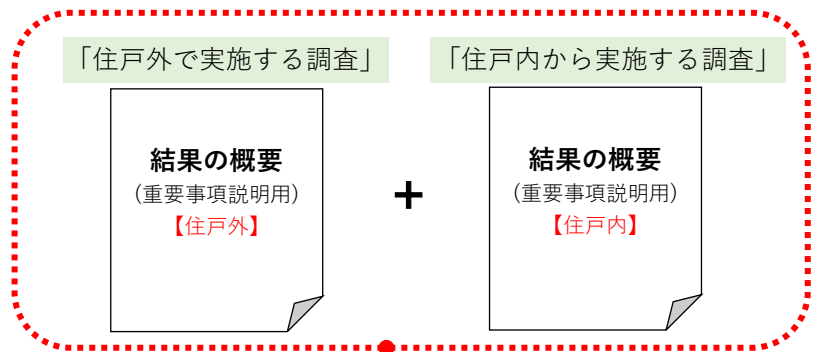 「住戸外で実施する調査」
「住戸内から実施する調査」
結果の概要
（重要事項説明用）
【住戸外】
+
結果の概要
（重要事項説明用）
【住戸内】